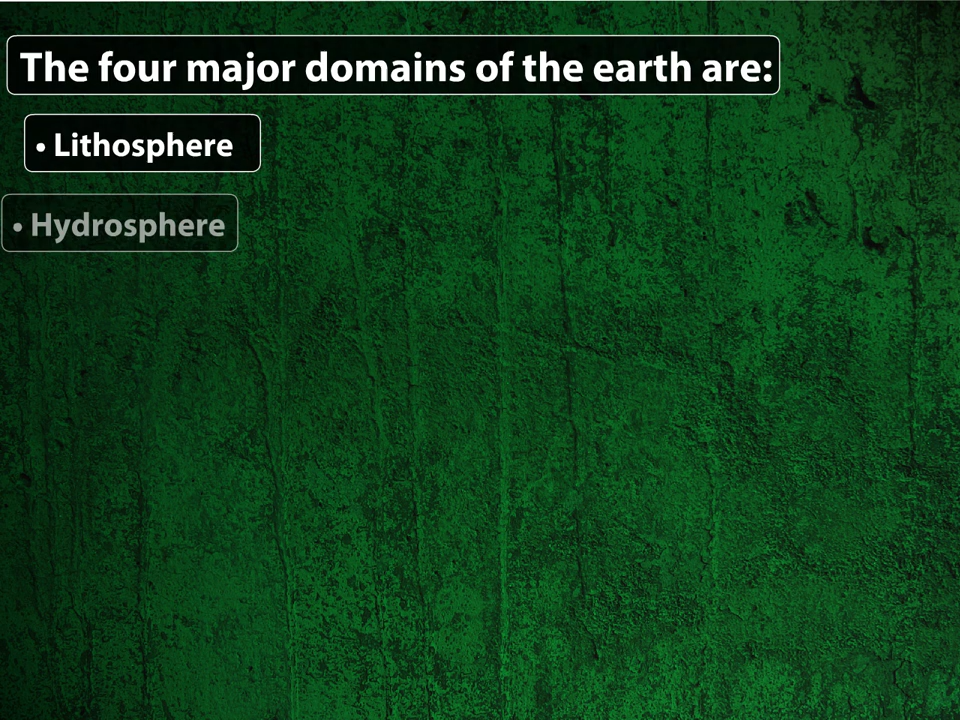 The four major domains of the earth are:
• Lithosphere
• Hydrosphere